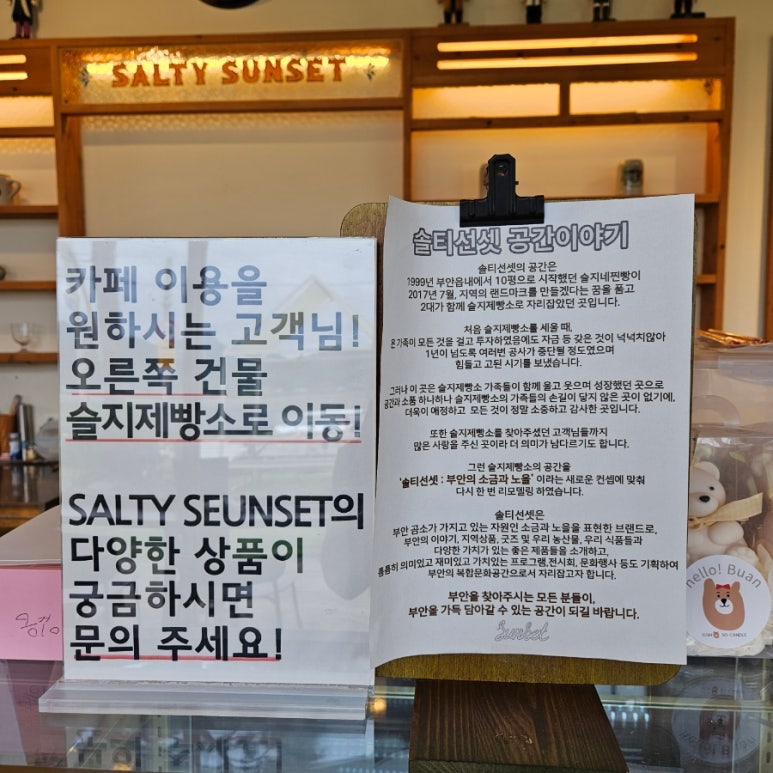 SALTY SUNSET
카페 이용을
원하시는 고객님!
오른쪽 건물
슬지제빵소로 이동!
SALTY SEUNSET의
다양한 상품이
궁금하시면
문의 주세요!
솔티선셋 공간이야기
솔티선셋의 공간은
1999년 부안읍내에서 10평으로 시작했던 슬지네찐빵이
2017년 7월, 지역의 랜드마크를 만들겠다는 꿈을 품고
2대가 함께 슬지제빵소로 자리잡았던 곳입니다.
처음 슬지제빵소를 세울 때,
온가족이 모든 것을 걸고 투자하였음에도 자금 등 갖은 것이 넉넉치않아
1년이 넘도록 여러번 공사가 중단될 정도였으며
힘들고 고된 시기를 보냈습니다.
그러나 이 곳은 슬지제빵소 가족들이 함께 울고 웃으며 성장했던 곳으로
공간과 소품 하나하나 슬지제빵소의 가족들의 손길이 닿지 않은 곳이 없기에,
더욱이 애정하고 모든 것이 정말 소중하고 감사한 곳입니다.
또한 슬지제빵소를 찾아주셨던 고객님들까지
많은 사랑을 주신 곳이라 더 의미가 남다르기도 합니다.
그런 슬지제빵소의 공간을
'솔티선셋 : 부안의 소금과 노을' 이라는 새로운 컨셉에 맞춰
다시 한 번 리모델링 하였습니다.
솔티선셋은
부안 곰소가 가지고 있는 자원인 소금과 노을을 표현한 브랜드로,
부안의 이야기, 지역상품, 굿즈 및 우리 농산물, 우리 식품들과
다양한 가치가 있는 좋은 제품들을 소개하고,
틈틈히 의미있고 재미있고 가치있는 프로그램,전시회, 문화행사 등도 기획하여
부안의 복합문화공간으로서 자리잡고자 합니다.
부안을 찾아주시는 모든 분들이,
부안을 가득 담아갈 수 있는 공간이 되길 바랍니다.
Sunset
hello! Buan